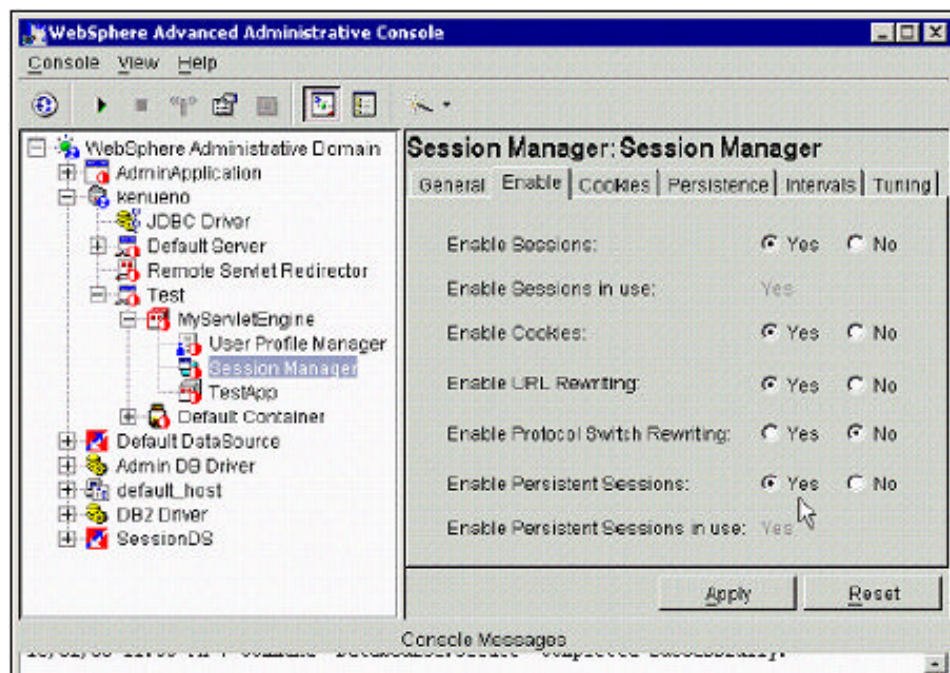 WebSphere Advanced Administrative Console
Console View Help
WebSphere Administrative Domain
AdminApplication
kenueno
JDBC Driver
Default Server
Remote Servlet Redirector
Test
MyServletEngine
User Profile Manager
Session Manager
TestApp
Default Container
Default DataSource
Admin DB Driver
default_host
DB2 Driver
SessionDS
Session Manager: Session Manager
General Enable Cookies Persistence Intervals Tuning
Enable Sessions: Yes No
Enable Sessions in use: Yes
Enable Cookies: Yes No
Enable URL Rewriting: Yes No
Enable Protocol Switch Rewriting: Yes No
Enable Persistent Sessions: Yes No
Enable Persistent Sessions in use: Yes
Apply Reset
Console Messages
Command completed successfully.